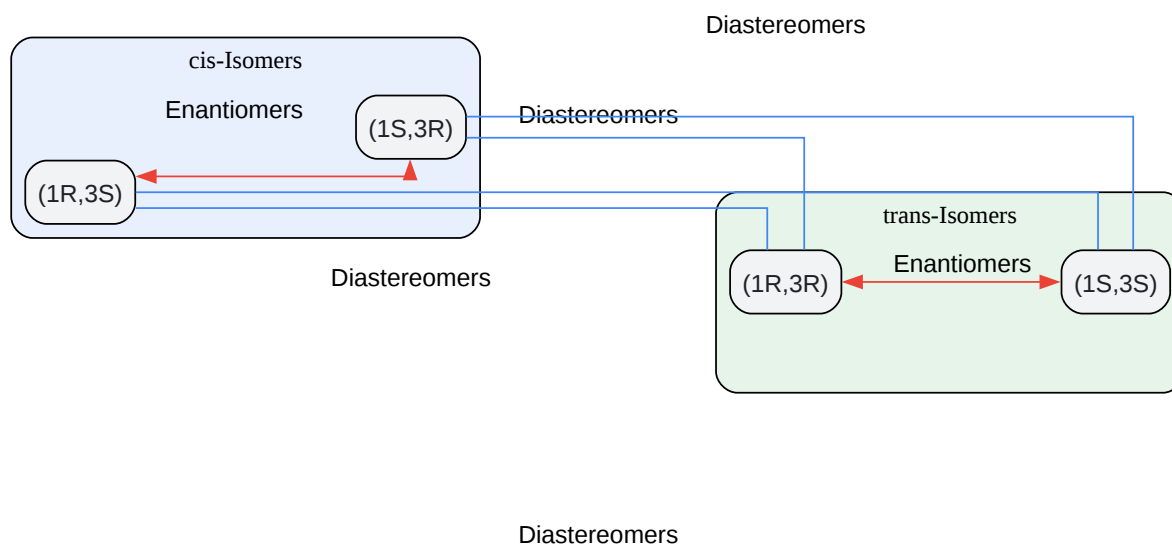 Diastereomers
cis-Isomers
Enantiomers
(1S,3R)
Diastereomers
(1R,3S)
trans-Isomers
Diastereomers
Enantiomers
(1R,3R)
(1S,3S)
Diastereomers